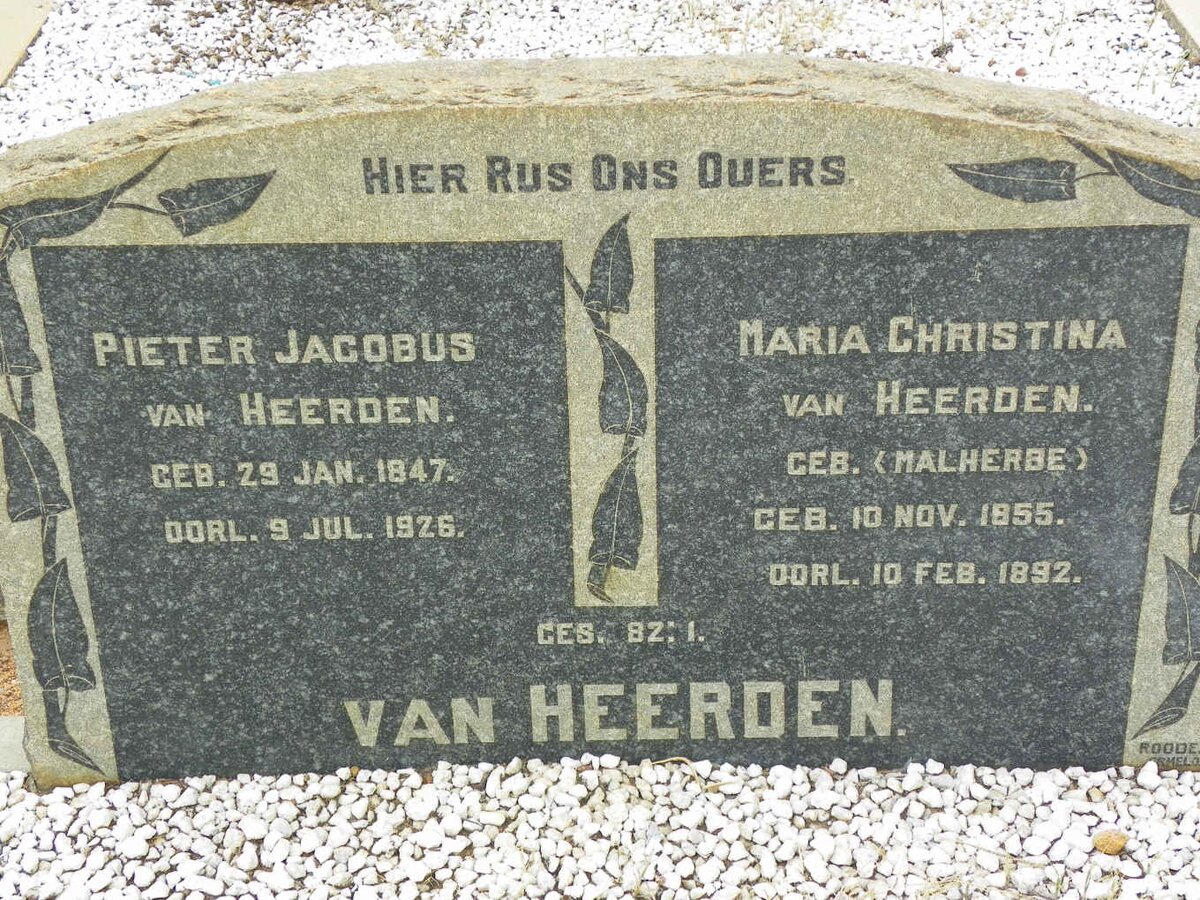 HIER RUS ONS OUERS.
PIETER JACOBUS
VAN HEERDEN.
GEB. 29 JAN. 1847.
OORL. 9 JUL. 1926.
MARIA CHRISTINA
VAN HEERDEN.
GEB. (MALHERBE)
GEB. 10 NOV. 1855.
OORL. 10 FEB. 1892.
GES. 82:1.
VAN HEERDEN.